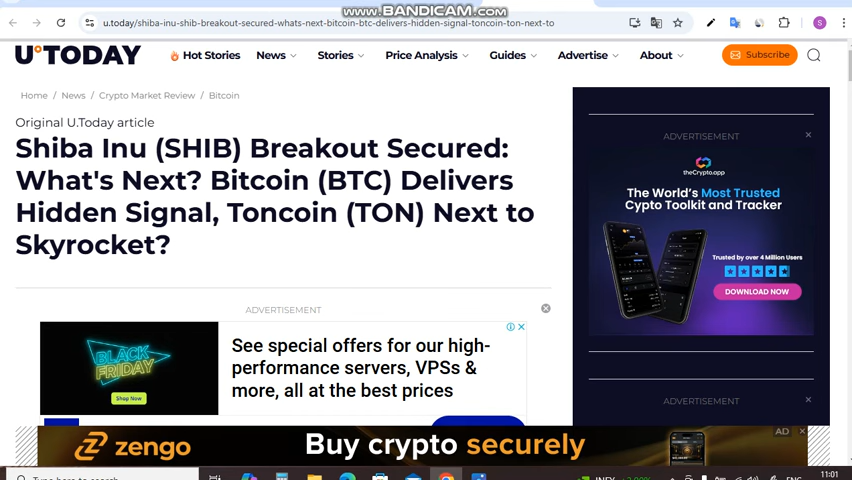 www.BANDICAM.com
u.today/shiba-inu-shib-breakout-secured-whats-next-bitcoin-btc-delivers-hidden-signal-toncoin-ton-next-to
S
U TODAY
Hot Stories
News
Stories
Price Analysis
Guides
Advertise
About
Subscribe
Home / News / Crypto Market Review / Bitcoin
Original U.Today article
Shiba Inu (SHIB) Breakout Secured:
What's Next? Bitcoin (BTC) Delivers
Hidden Signal, Toncoin (TON) Next to
Skyrocket?
ADVERTISEMENT
BLACK
FRIDAY
Shop Now
See special offers for our high-
performance servers, VPSs &
more, all at the best prices
ADVERTISEMENT
theCrypto.app
The World's Most Trusted
Cypto Toolkit and Tracker
Trusted by over 4 Million Users
DOWNLOAD NOW
ADVERTISEMENT
zengo
Buy crypto securely
AD
Type here to search
ENG
11:01